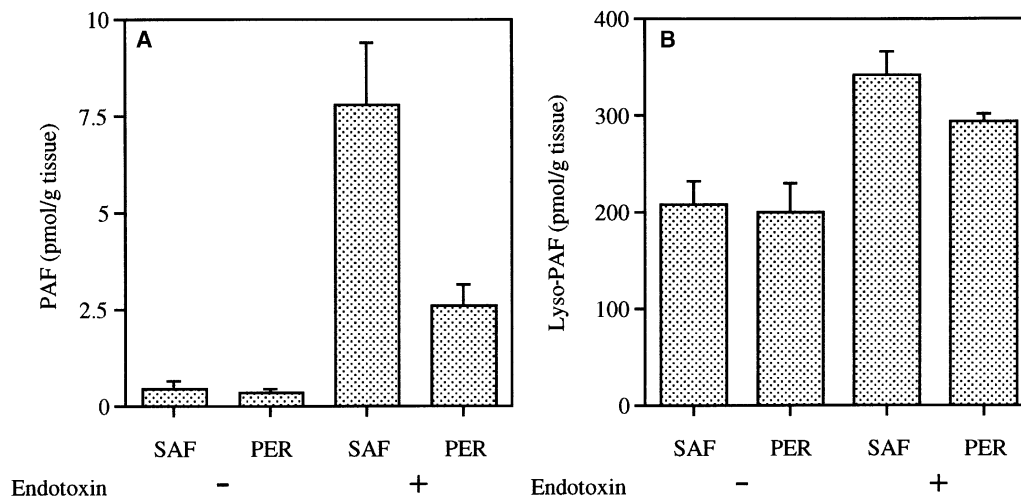 A
10
7.5
5
2.5
0
PAF (pmol/g tissue)
SAF PER SAF PER
Endotoxin - +
B
400
300
200
100
0
Lyso-PAF (pmol/g tissue)
SAF PER SAF PER
Endotoxin - +